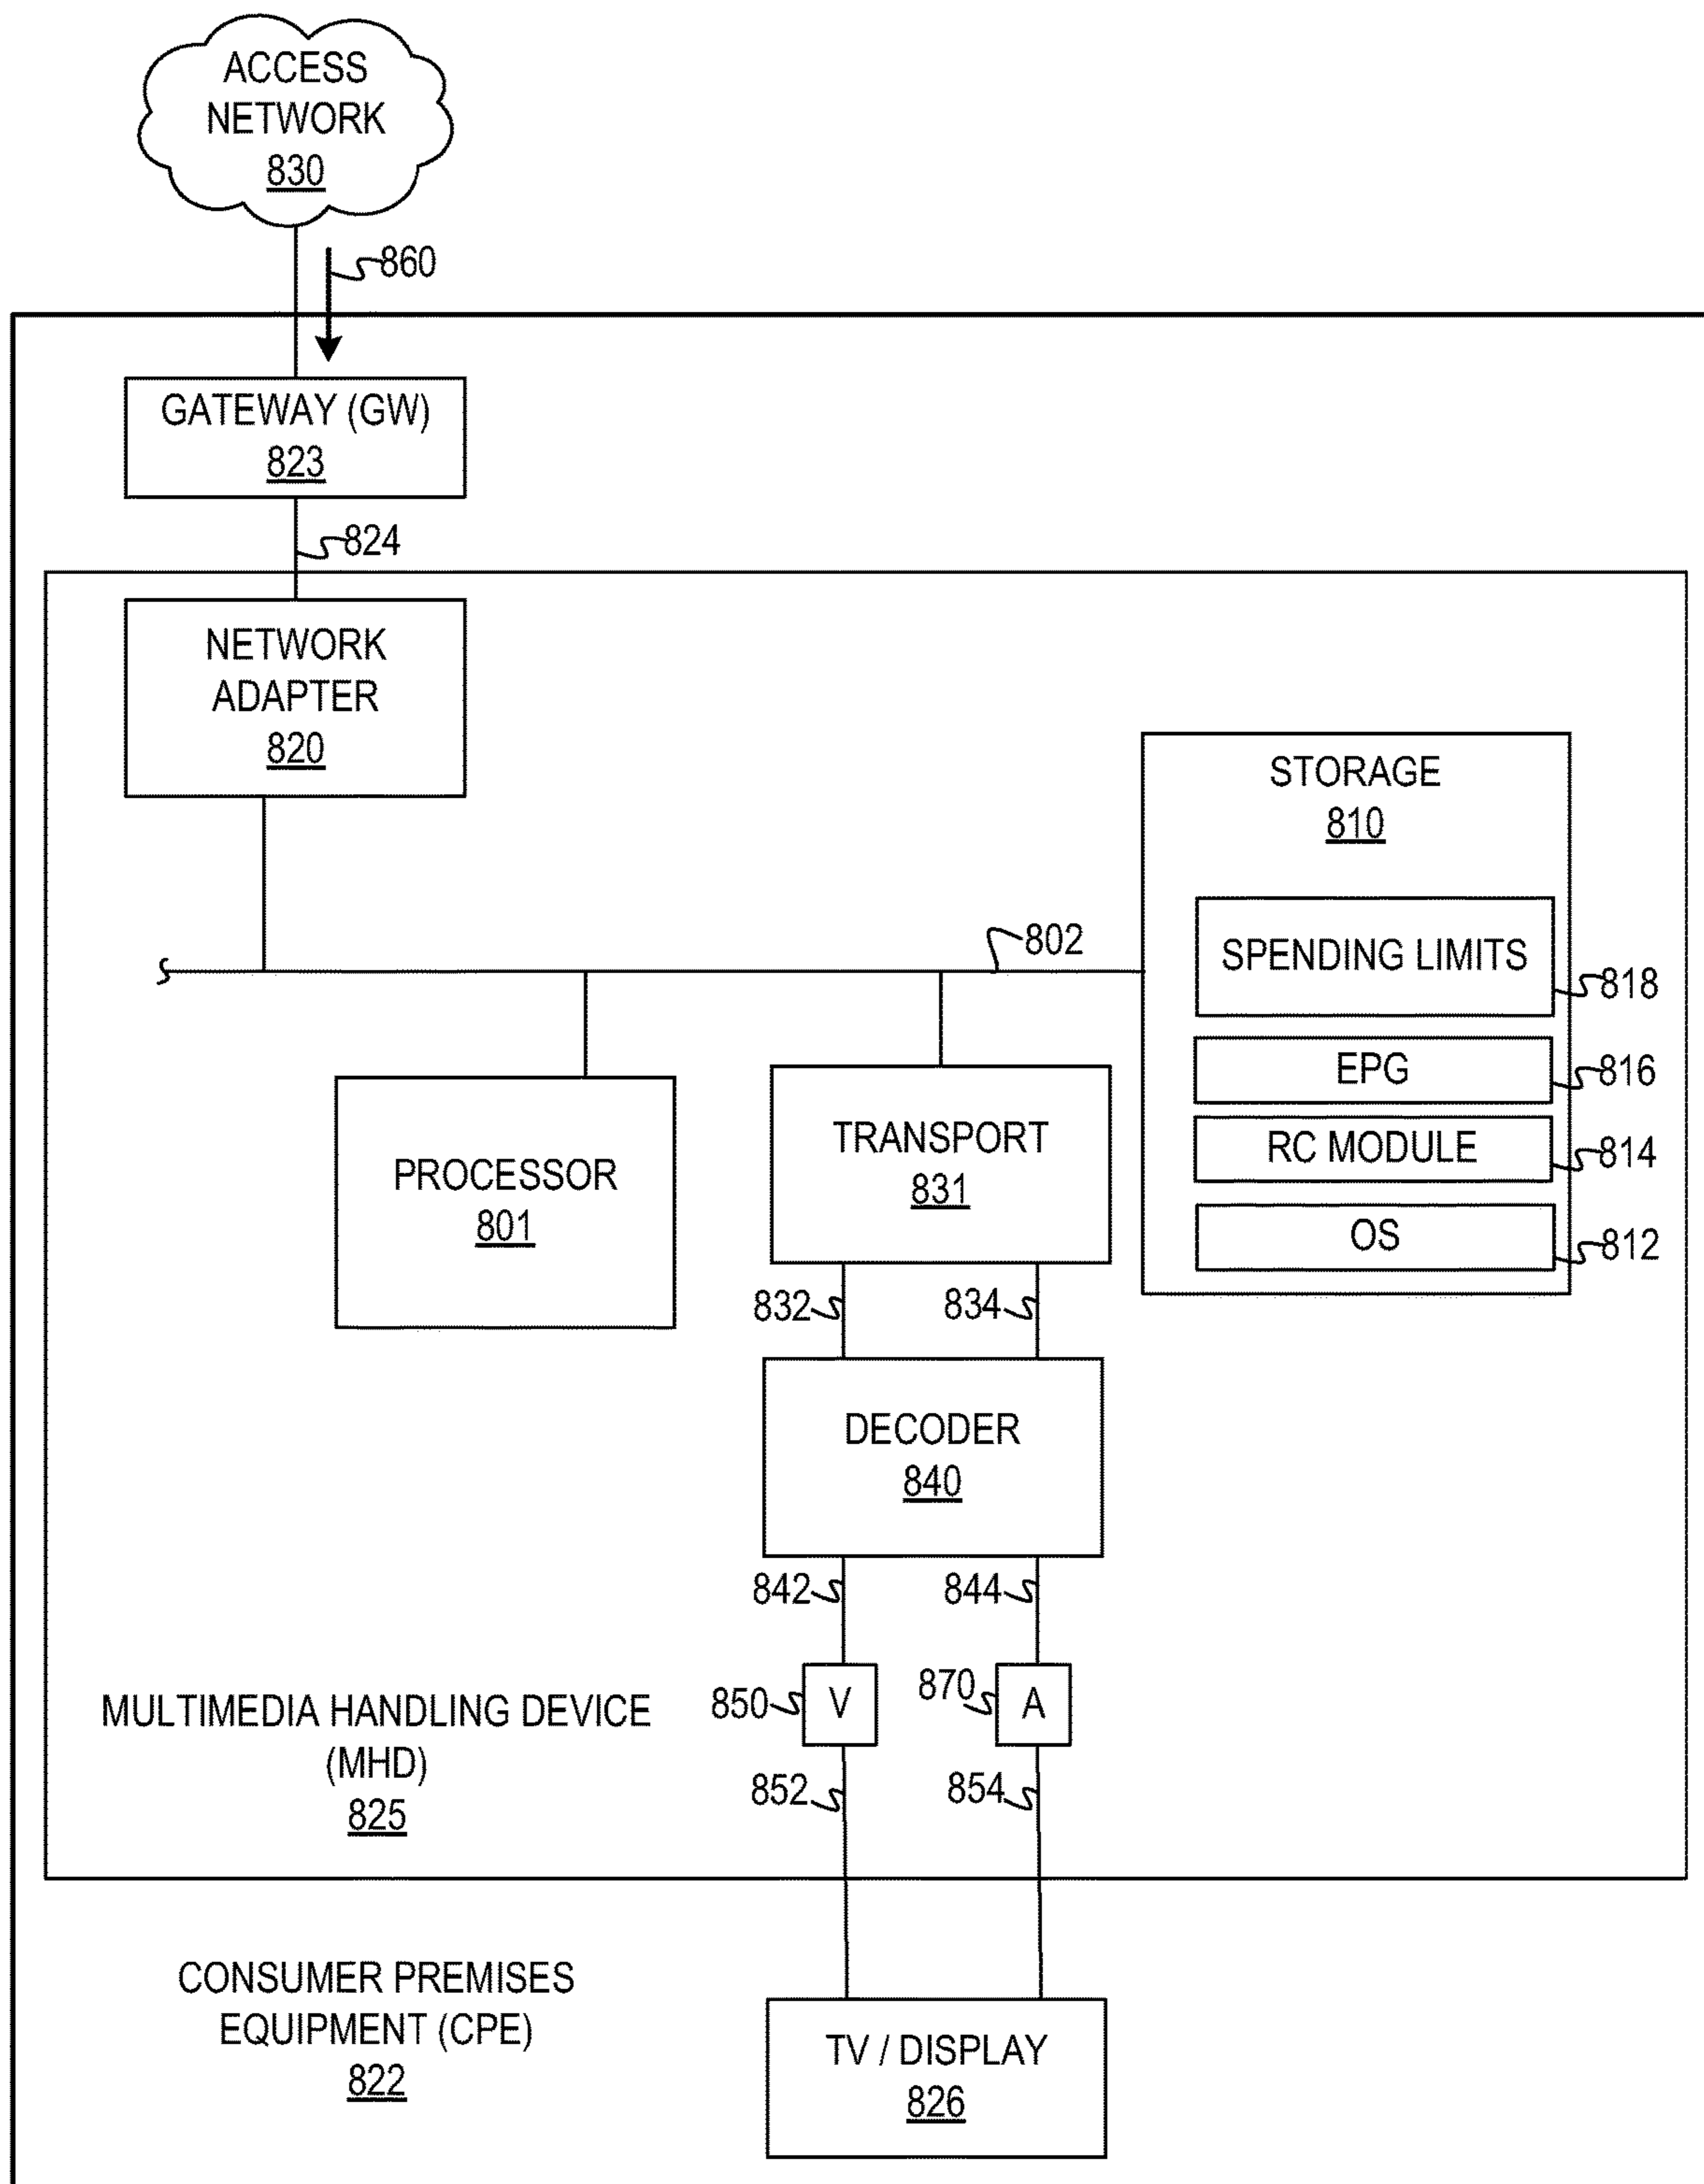 ACCESS
NETWORK
830
860
GATEWAY (GW)
823
824
NETWORK
ADAPTER
820
STORAGE
810
802
SPENDING LIMITS
818
EPG
816
RC MODULE
814
OS
812
PROCESSOR
801
TRANSPORT
831
832
834
DECODER
840
842
844
850
V
870
A
852
854
MULTIMEDIA HANDLING DEVICE
(MHD)
825
CONSUMER PREMISES
EQUIPMENT (CPE)
822
TV / DISPLAY
826